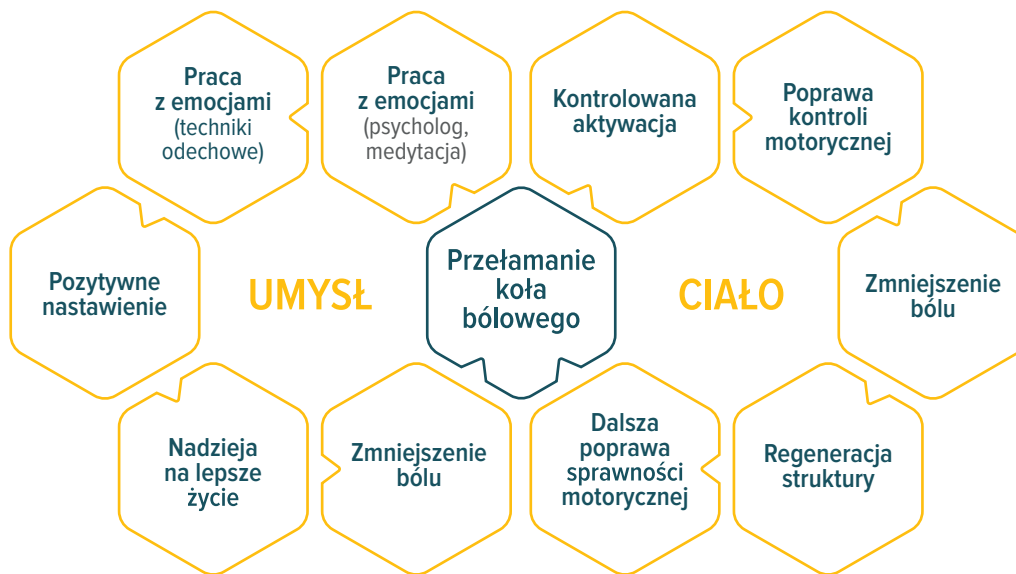 Praca
z emocjami
(techniki
odechowe)
Praca
z emocjami
(psycholog,
medytacja)
Kontrolowana
aktywacja
Poprawa
kontroli
motorycznej
Pozytywne
nastawienie
UMYSŁ
Przełamanie
koła
bólowego
CIAŁO
Zmniejszenie
bólu
Nadzieja
na lepsze
życie
Zmniejszenie
bólu
Dalsza
poprawa
sprawności
motorycznej
Regeneracja
struktury